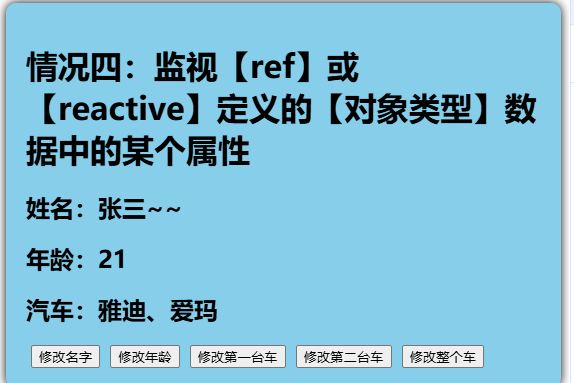 情况四：监视【ref】或
【reactive】定义的【对象类型】数
据中的某个属性
姓名：张三~~
年龄：21
汽车：雅迪、爱玛
修改名字 修改年龄 修改第一台车 修改第二台车 修改整个车